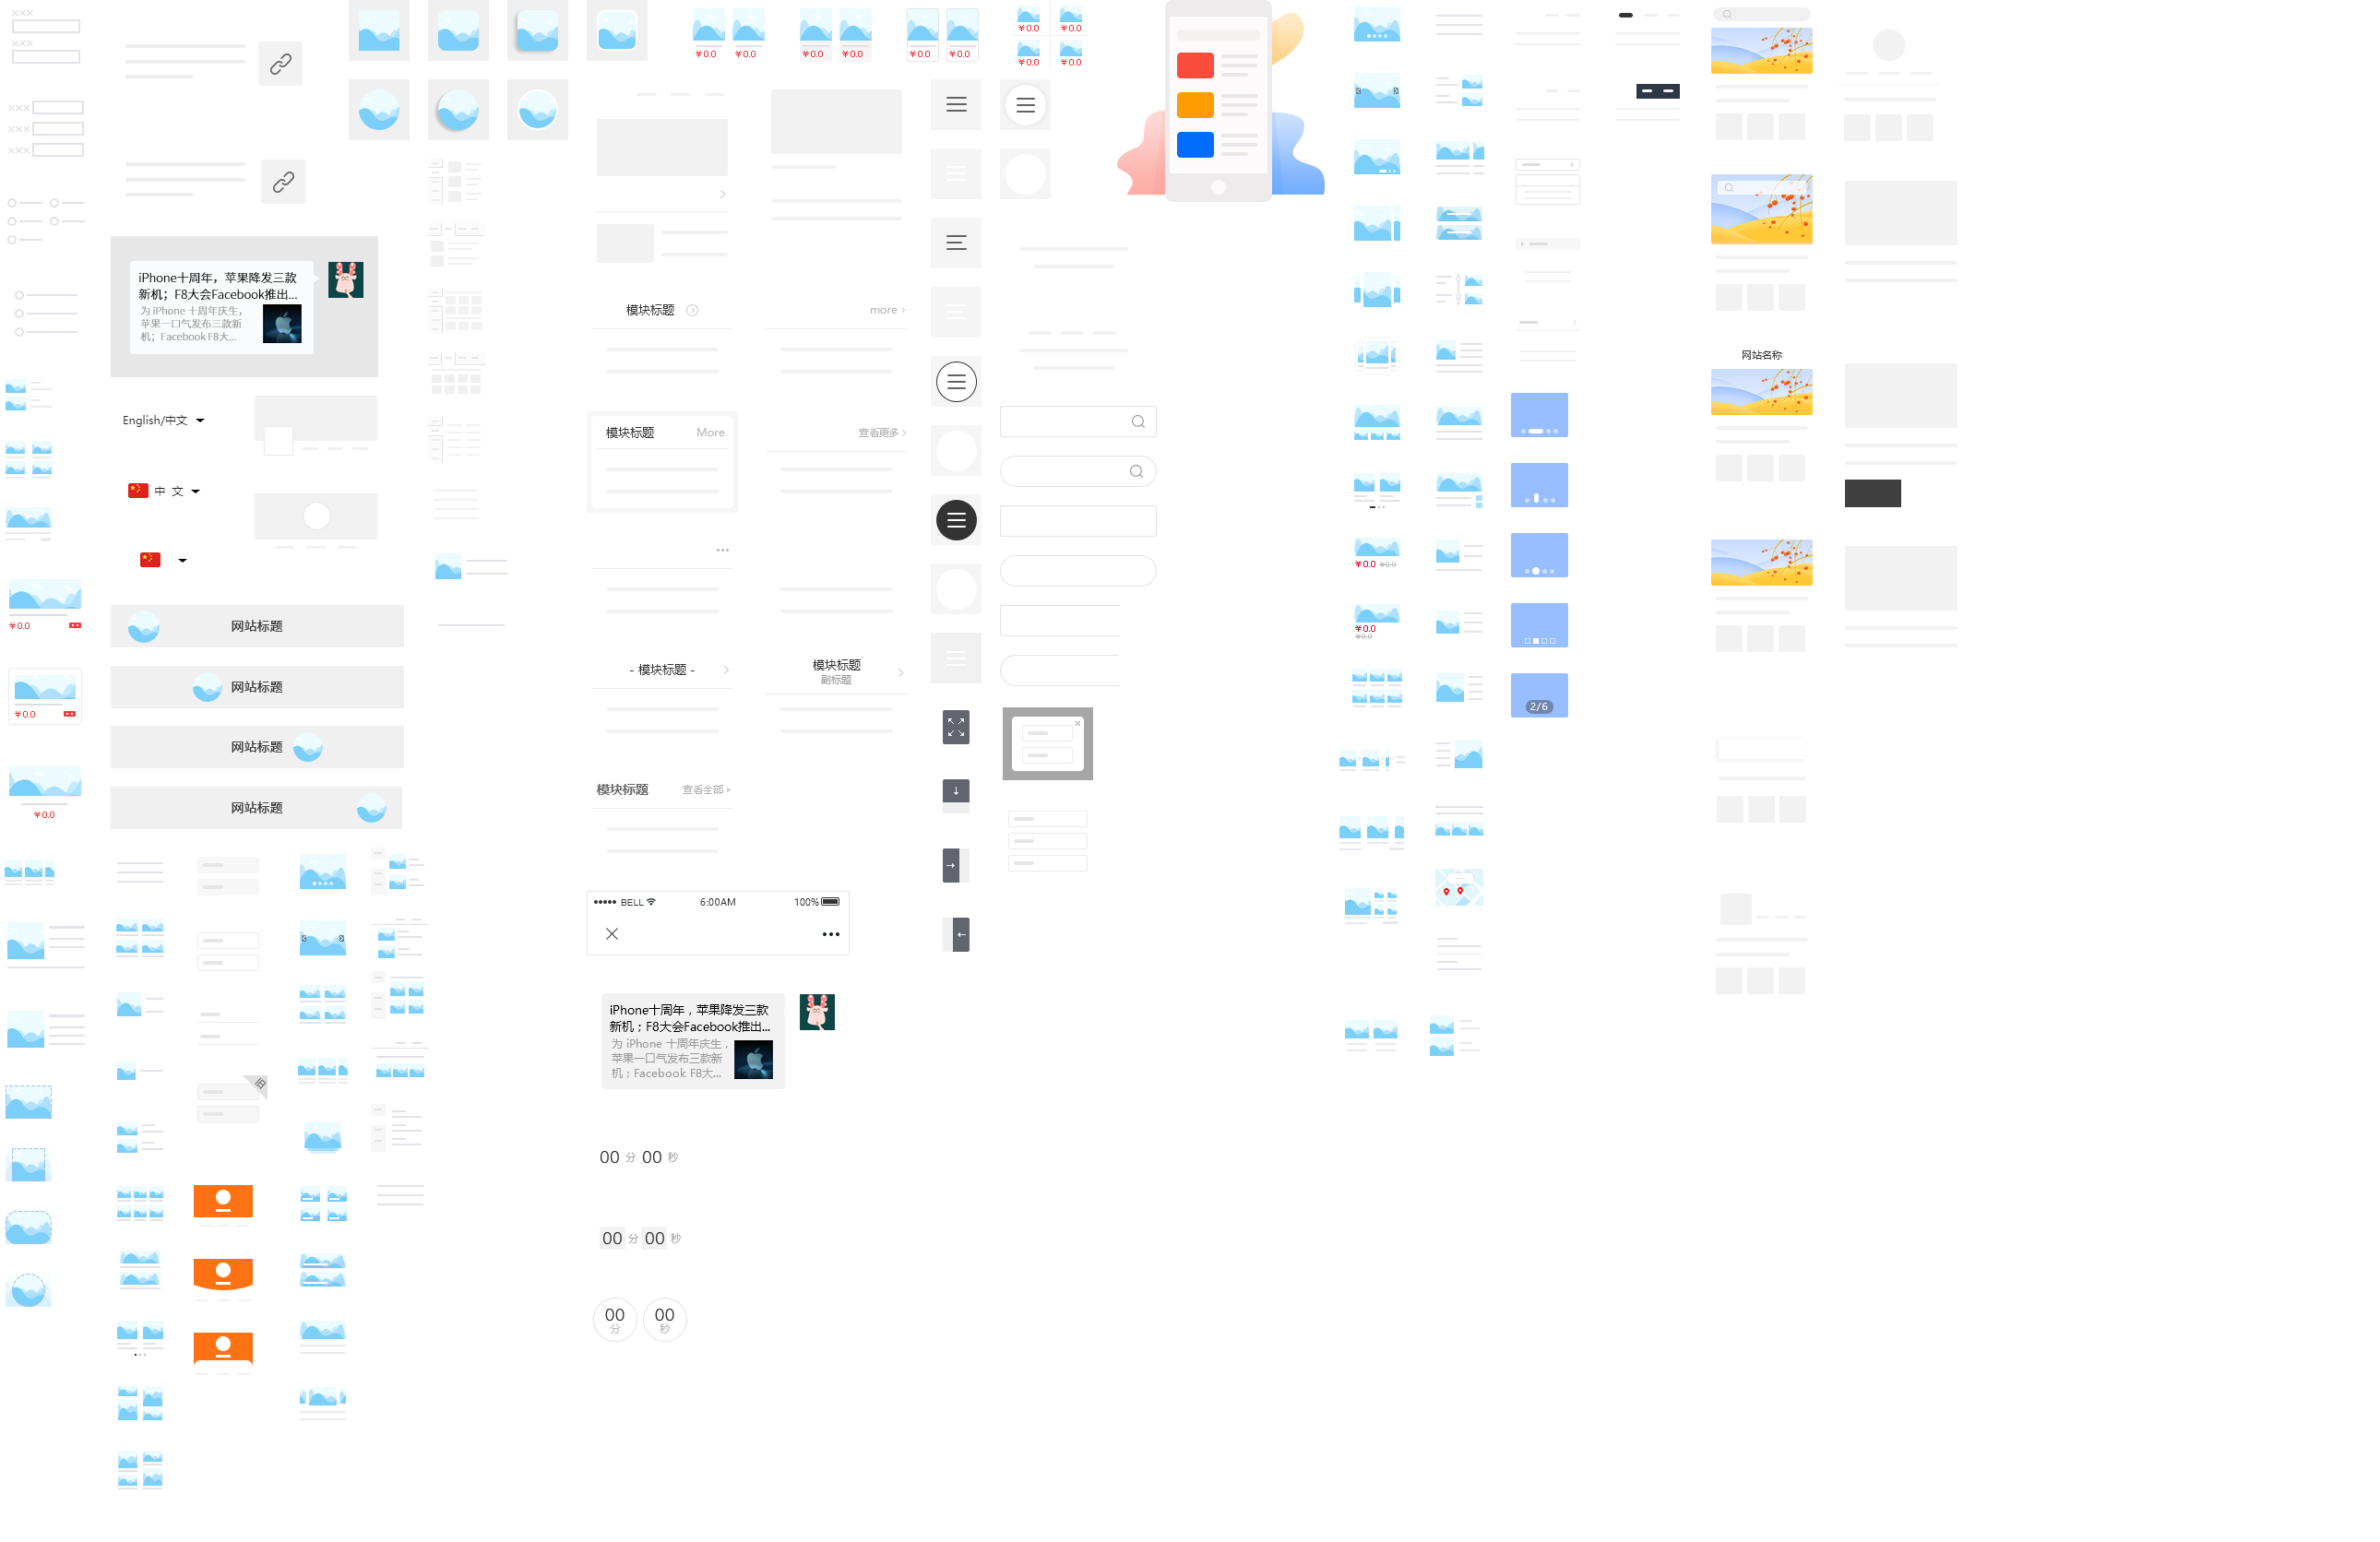 ×××
×××
×××
×××
×××
¥0.0 ¥0.0
¥0.0 ¥0.0
¥0.0 ¥0.0
¥0.0 ¥0.0
¥0.0 ¥0.0
iPhone十周年，苹果降发三款
新机；F8大会Facebook推出...
为 iPhone 十周年庆生，
苹果一口气发布三款新
机；Facebook F8大...
English/中文
中 文
¥0.0
¥0.0
¥0.0
网站标题
网站标题
网站标题
网站标题
模块标题
more
模块标题 More
查看更多
- 模块标题 -
模块标题
副标题
模块标题 查看全部
BELL 6:00AM 100%
iPhone十周年，苹果降发三款
新机；F8大会Facebook推出...
为 iPhone 十周年庆生，
苹果一口气发布三款新
机；Facebook F8大...
00 分 00 秒
00 分 00 秒
00 00
分 秒
¥0.0 ¥0.0
¥0.0
¥0.0
2/6
网站名称